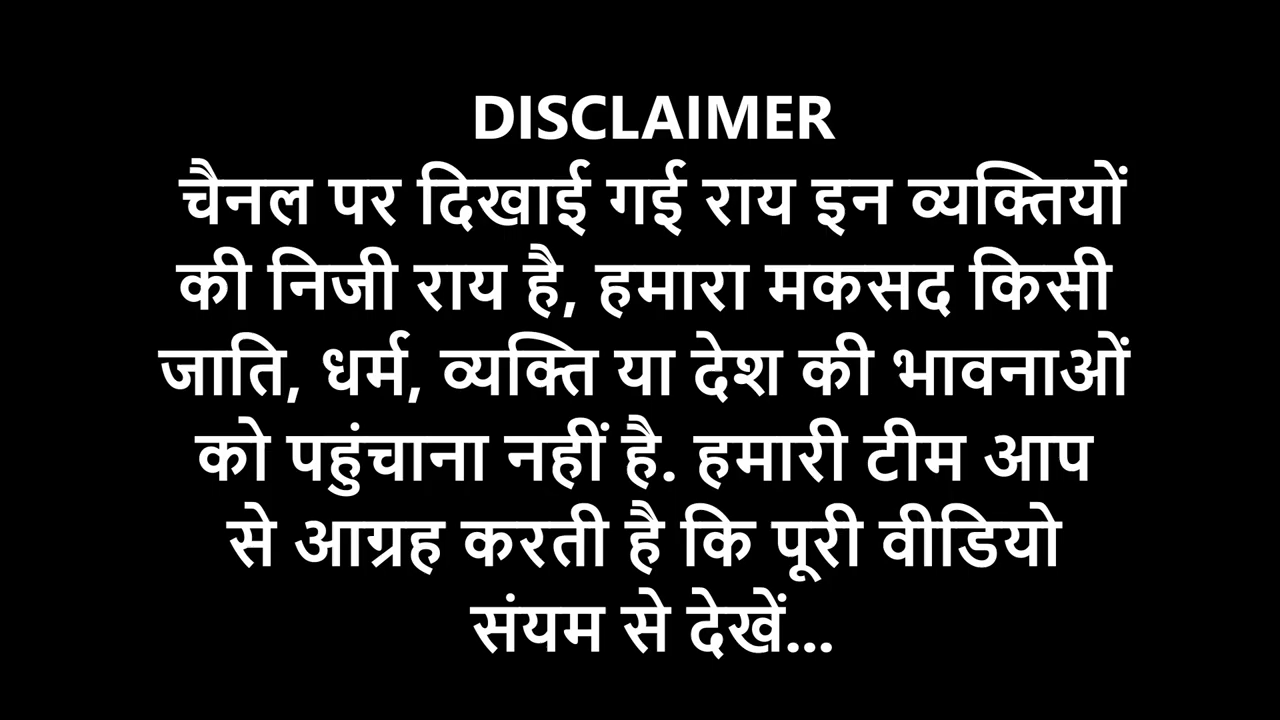 DISCLAIMER
चैनल पर दिखाई गई राय इन व्यक्तियों
की निजी राय है, हमारा मकसद किसी
जाति, धर्म, व्यक्ति या देश की भावनाओं
को पहुंचाना नहीं है. हमारी टीम आप
से आग्रह करती है कि पूरी वीडियो
संयम से देखें...